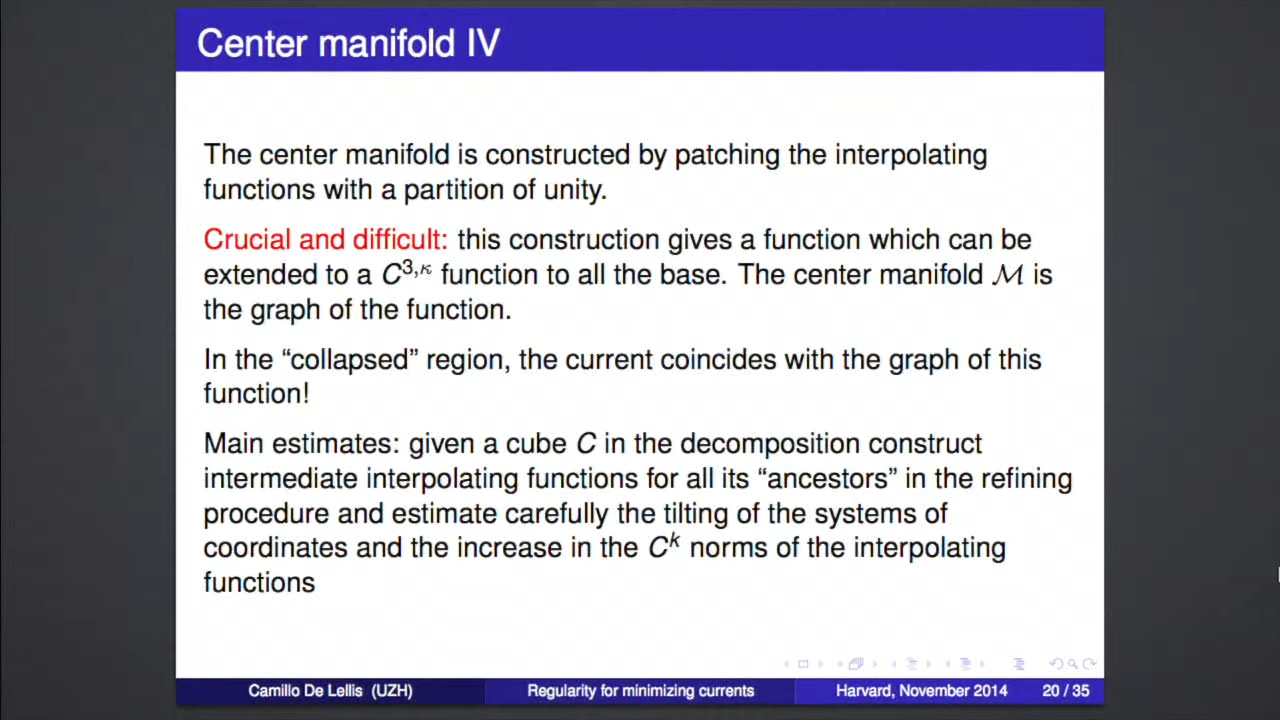 Center manifold IV
The center manifold is constructed by patching the interpolating
functions with a partition of unity.
Crucial and difficult: this construction gives a function which can be
extended to a C^{3,κ} function to all the base. The center manifold ℳ is
the graph of the function.
In the “collapsed” region, the current coincides with the graph of this
function!
Main estimates: given a cube C in the decomposition construct
intermediate interpolating functions for all its “ancestors” in the refining
procedure and estimate carefully the tilting of the systems of
coordinates and the increase in the C^k norms of the interpolating
functions
Camillo De Lellis (UZH) Regularity for minimizing currents Harvard, November 2014 20 / 35